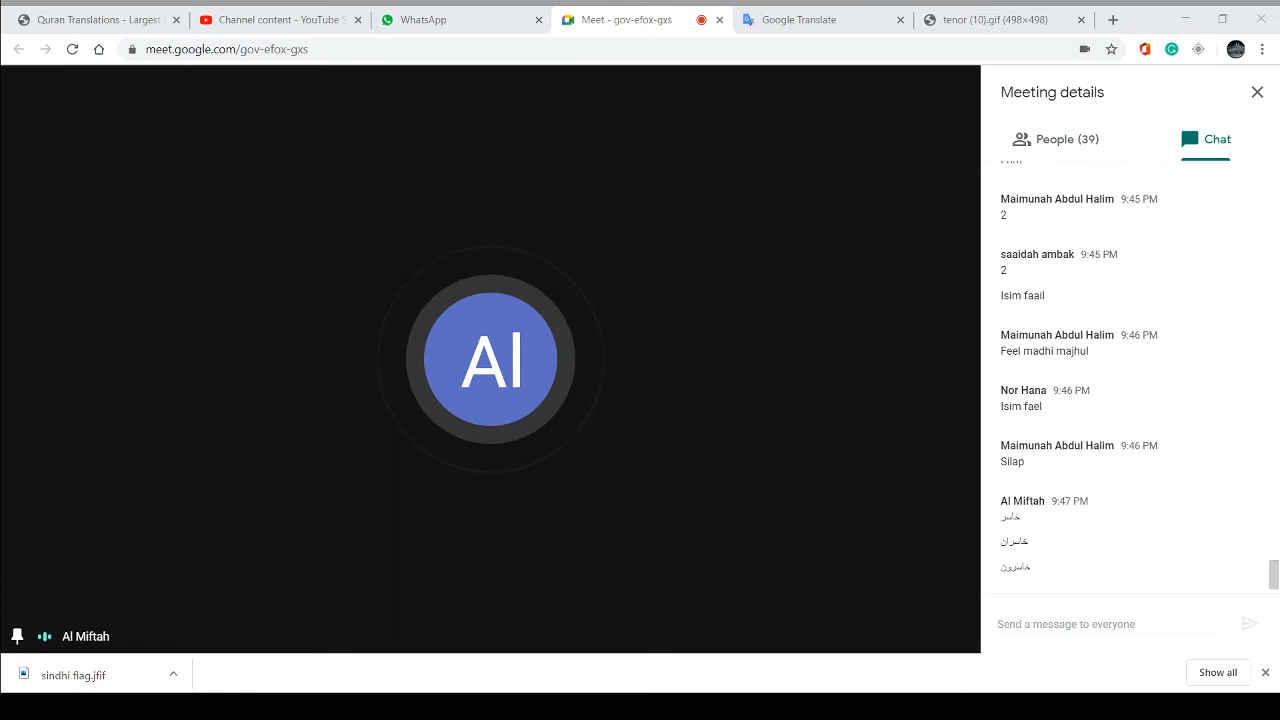 Quran Translations - Largest
Channel content - YouTube S
WhatsApp
Meet - gov-efox-gxs
Google Translate
tenor (10).gif (498×498)
meet.google.com/gov-efox-gxs
Meeting details
People (39)
Chat
Maimunah Abdul Halim 9:45 PM
2
saaidah ambak 9:45 PM
2
Isim faail
Maimunah Abdul Halim 9:46 PM
Feel madhi majhul
Nor Hana 9:46 PM
Isim fael
Maimunah Abdul Halim 9:46 PM
Silap
Al Miftah 9:47 PM
خاسر
خاسران
خاسرون
Al
Al Miftah
Send a message to everyone
sindhi flag.jfif
Show all